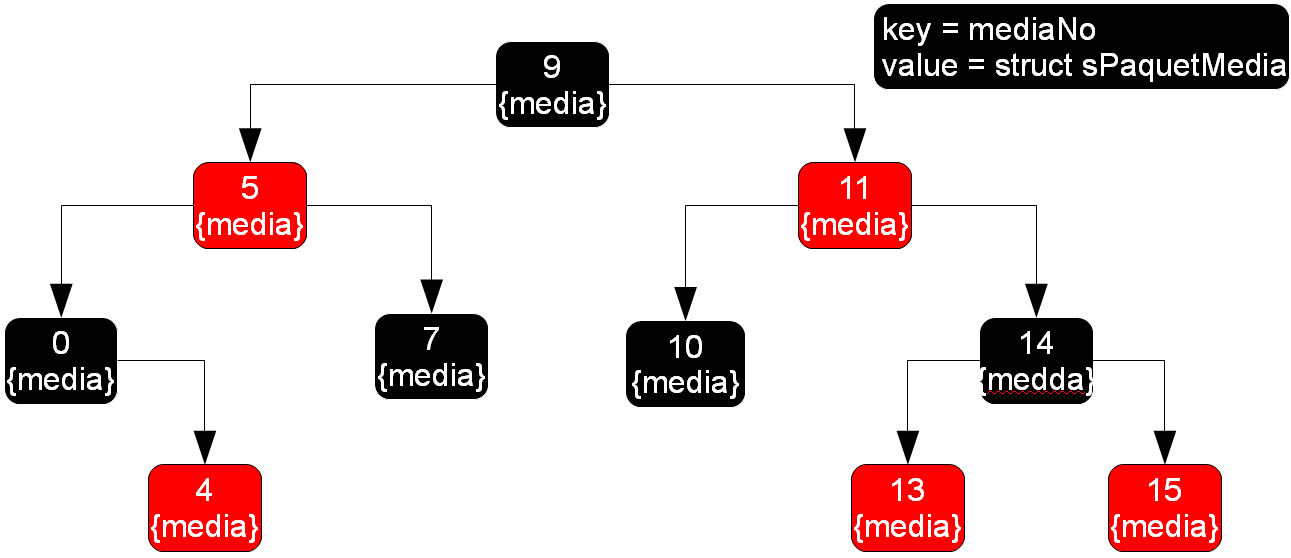 key = mediaNo
value = struct sPaquetMedia
9
{media}
5
{media}
11
{media}
0
{media}
7
{media}
10
{media}
14
{medda}
4
{media}
13
{media}
15
{media}